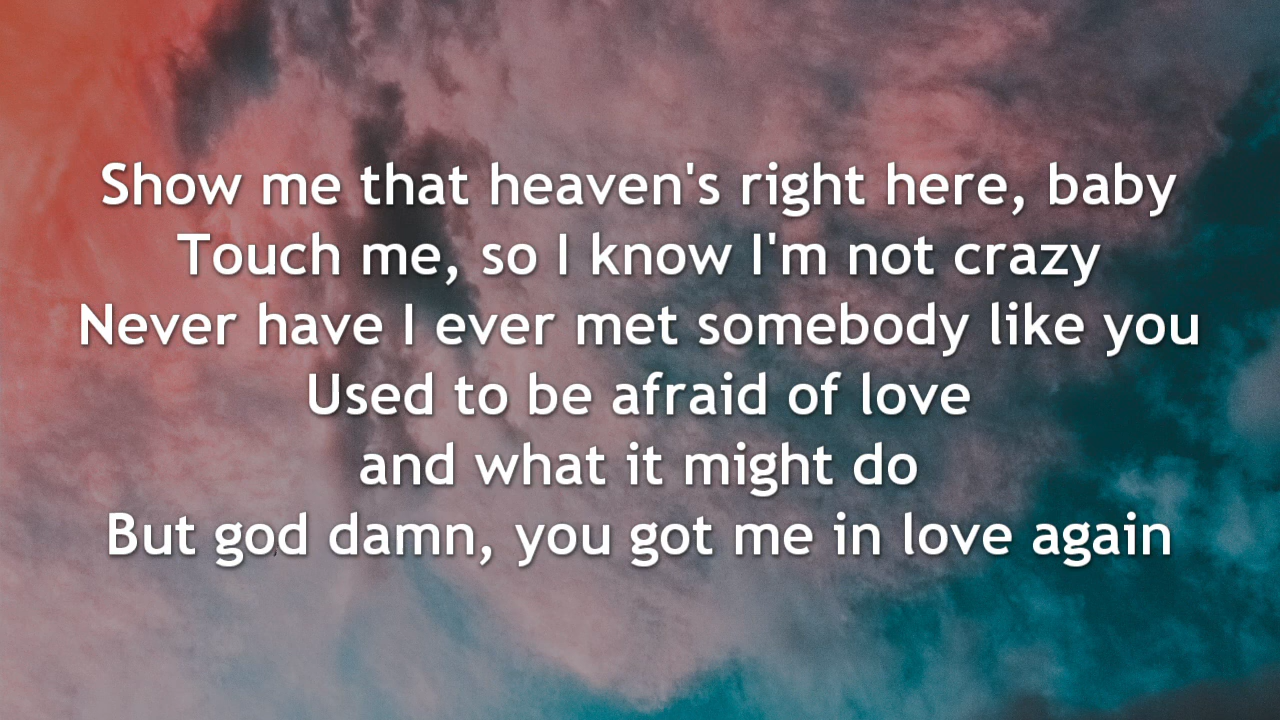 Show me that heaven's right here, baby
Touch me, so I know I'm not crazy
Never have I ever met somebody like you
Used to be afraid of love
and what it might do
But god damn, you got me in love again